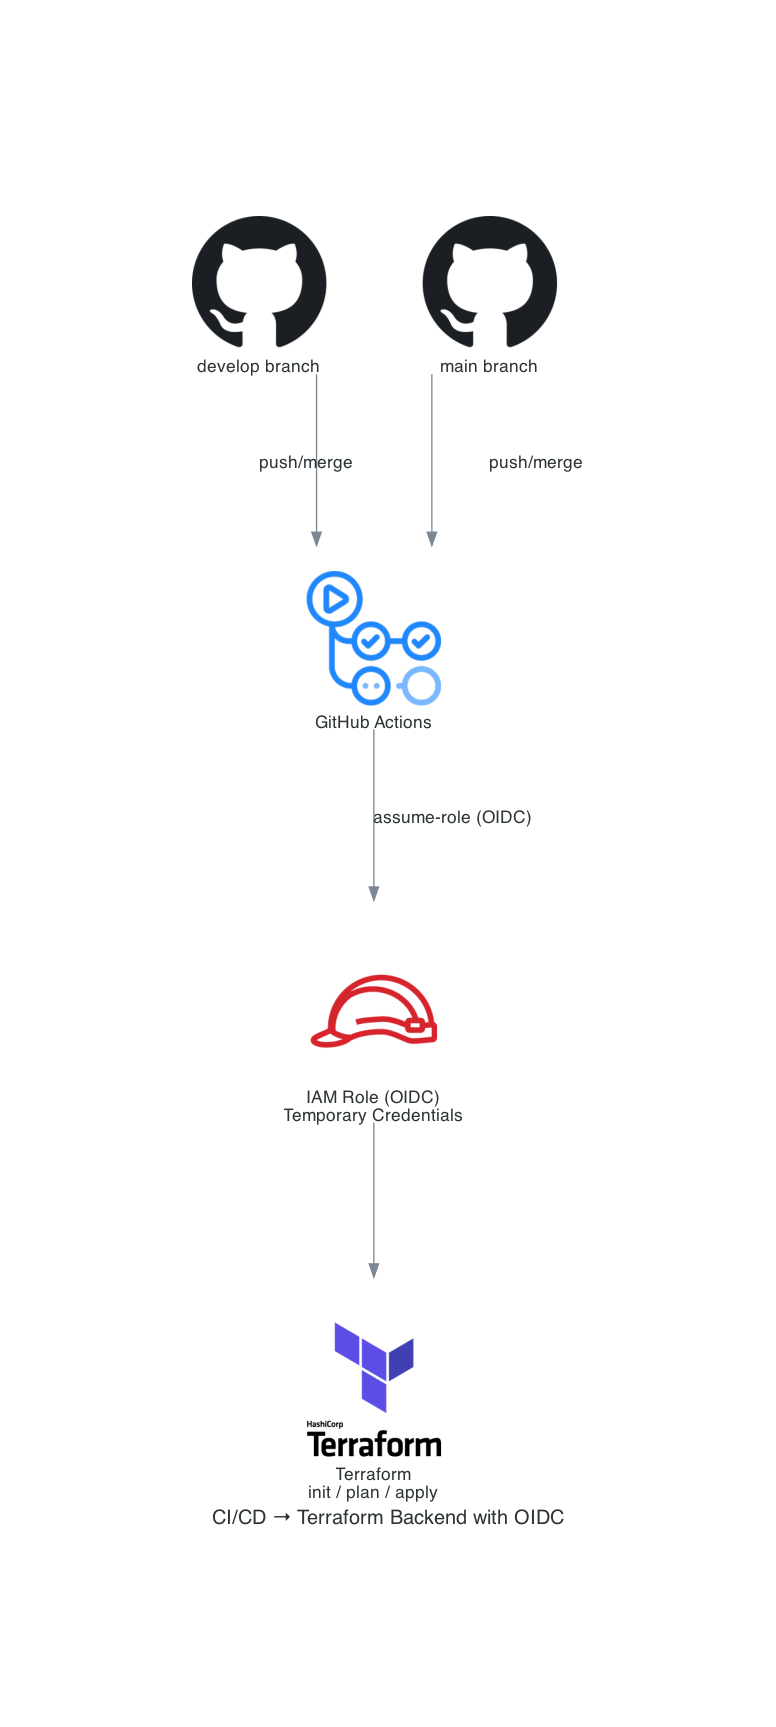 develop branch
main branch
push/merge
push/merge
GitHub Actions
assume-role (OIDC)
IAM Role (OIDC)
Temporary Credentials
HashiCorp
Terraform
Terraform
init / plan / apply
CI/CD → Terraform Backend with OIDC